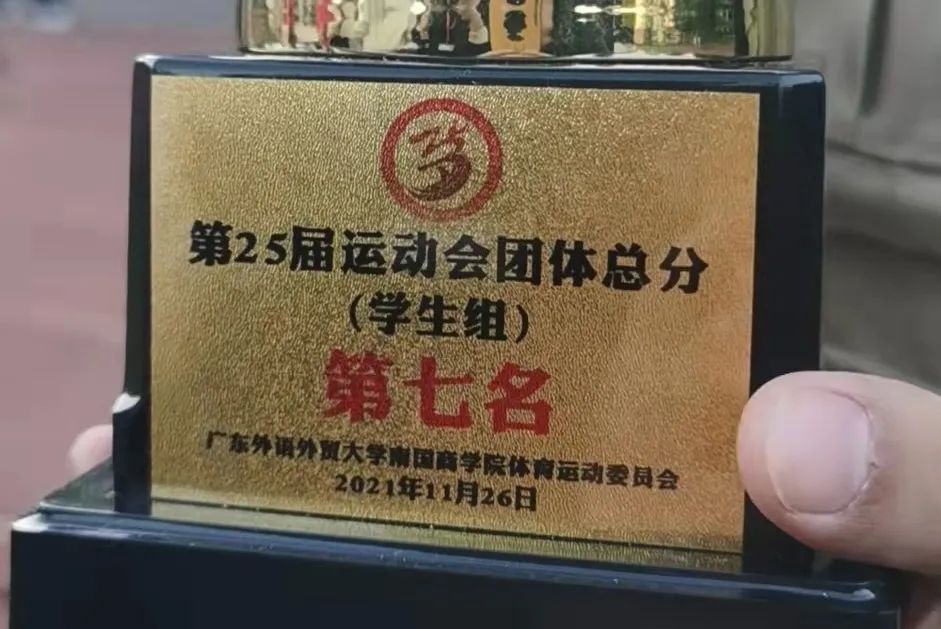 第25届运动会团体总分
（学生组）
第七名
广东外语外贸大学南国商学院体育运动委员会
2021年11月26日